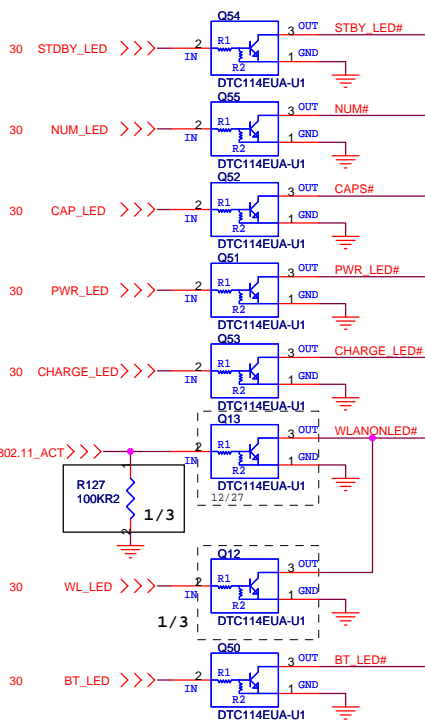 Q54
30 STDBY_LED 2 IN R1 R2 3 OUT STBY_LED#
1 GND
DTC114EUA-U1
Q55
30 NUM_LED 2 IN R1 R2 3 OUT NUM#
1 GND
DTC114EUA-U1
Q52
30 CAP_LED 2 IN R1 R2 3 OUT CAPS#
1 GND
DTC114EUA-U1
Q51
30 PWR_LED 2 IN R1 R2 3 OUT PWR_LED#
1 GND
DTC114EUA-U1
Q53
30 CHARGE_LED 2 IN R1 R2 3 OUT CHARGE_LED#
1 GND
DTC114EUA-U1
Q13
802.11_ACT 2 IN R1 R2 3 OUT WLANONLED#
1 GND
DTC114EUA-U1
12/27
1
R127
100KR2
2
1/3
Q12
30 WL_LED 2 IN R1 R2 3 OUT
1 GND
DTC114EUA-U1
1/3
Q50
30 BT_LED 2 IN R1 R2 3 OUT BT_LED#
1 GND
DTC114EUA-U1